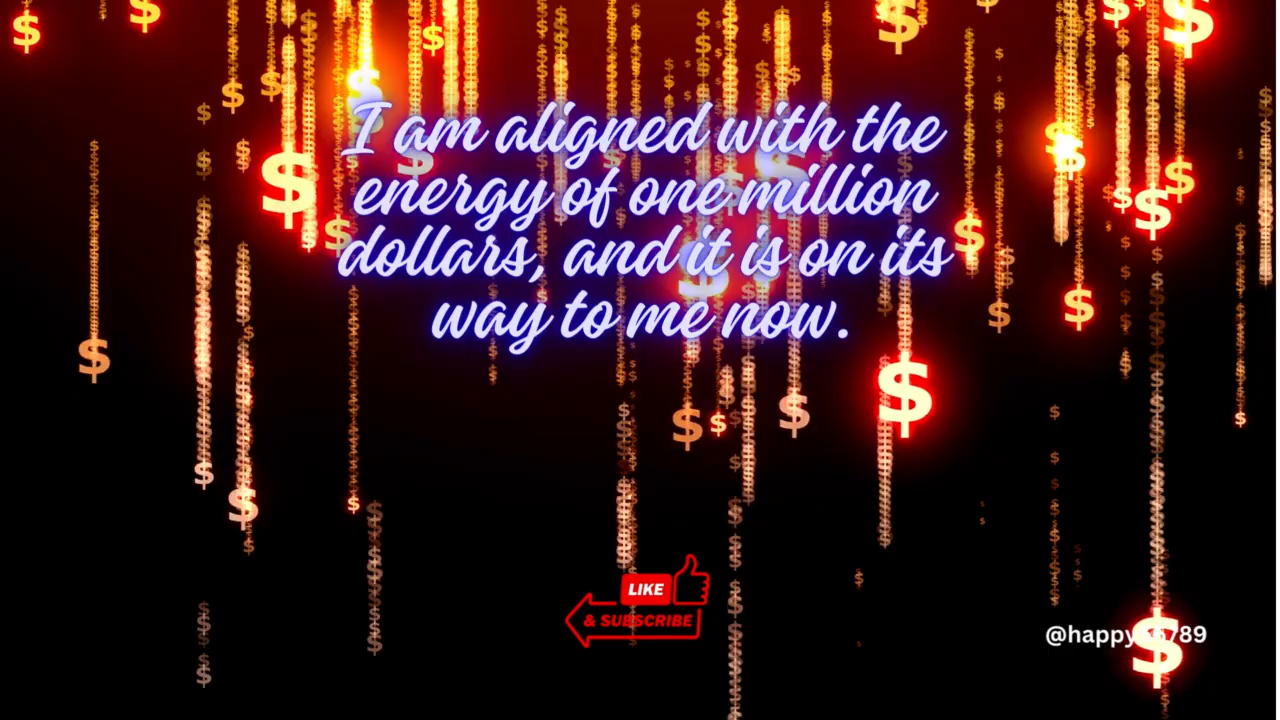 I am aligned with the
energy of one million
dollars, and it is on its
way to me now.
LIKE
& SUBSCRIBE